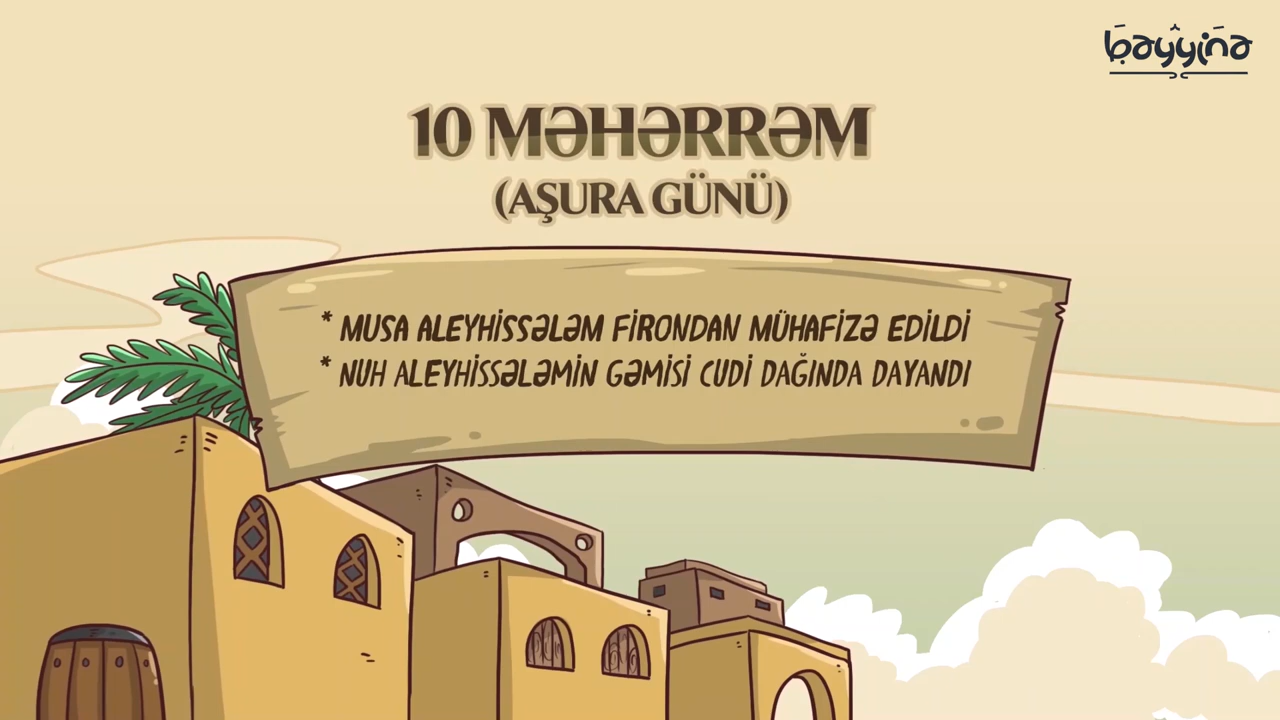 bayyina
10 MƏHƏRRƏM
(AŞURA GÜNÜ)
* MUSA ALEYHİSSƏLƏM FİRONDAN MÜHAFİZƏ EDİLDİ
* NUH ALEYHİSSƏLƏMİN GƏMİSİ CUDİ DAĞINDA DAYANDI